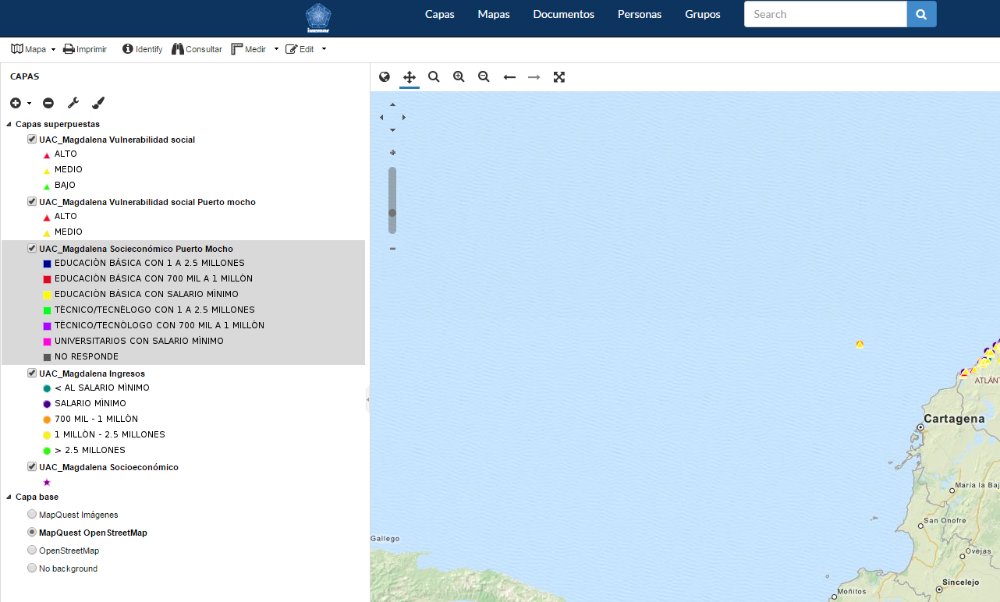 invemar
Capas Mapas Documentos Personas Grupos Search
Mapa Imprimir Identify Consultar Medir Edit
CAPAS
Capas superpuestas
UAC_Magdalena Vulnerabilidad social
ALTO
MEDIO
BAJO
UAC_Magdalena Vulnerabilidad social Puerto mocho
ALTO
MEDIO
UAC_Magdalena Socieconómico Puerto Mocho
EDUCACIÒN BÁSICA CON 1 A 2.5 MILLONES
EDUCACIÒN BÁSICA CON 700 MIL A 1 MILLÒN
EDUCACIÒN BÁSICA CON SALARIO MÌNIMO
TÈCNICO/TECNÈLOGO CON 1 A 2.5 MILLONES
TÈCNICO/TECNÒLOGO CON 700 MIL A 1 MILLÒN
UNIVERSITARIOS CON SALARIO MÌNIMO
NO RESPONDE
UAC_Magdalena Ingresos
< AL SALARIO MÌNIMO
SALARIO MÌNIMO
700 MIL - 1 MILLÒN
1 MILLÒN - 2.5 MILLONES
> 2.5 MILLONES
UAC_Magdalena Socioeconómico
Capa base
MapQuest Imágenes
MapQuest OpenStreetMap
OpenStreetMap
No background
ATLÁNT
Cartagena
María la Baj
San Onofre
Gallego
Ovejas
Sincelejo
Moñitos